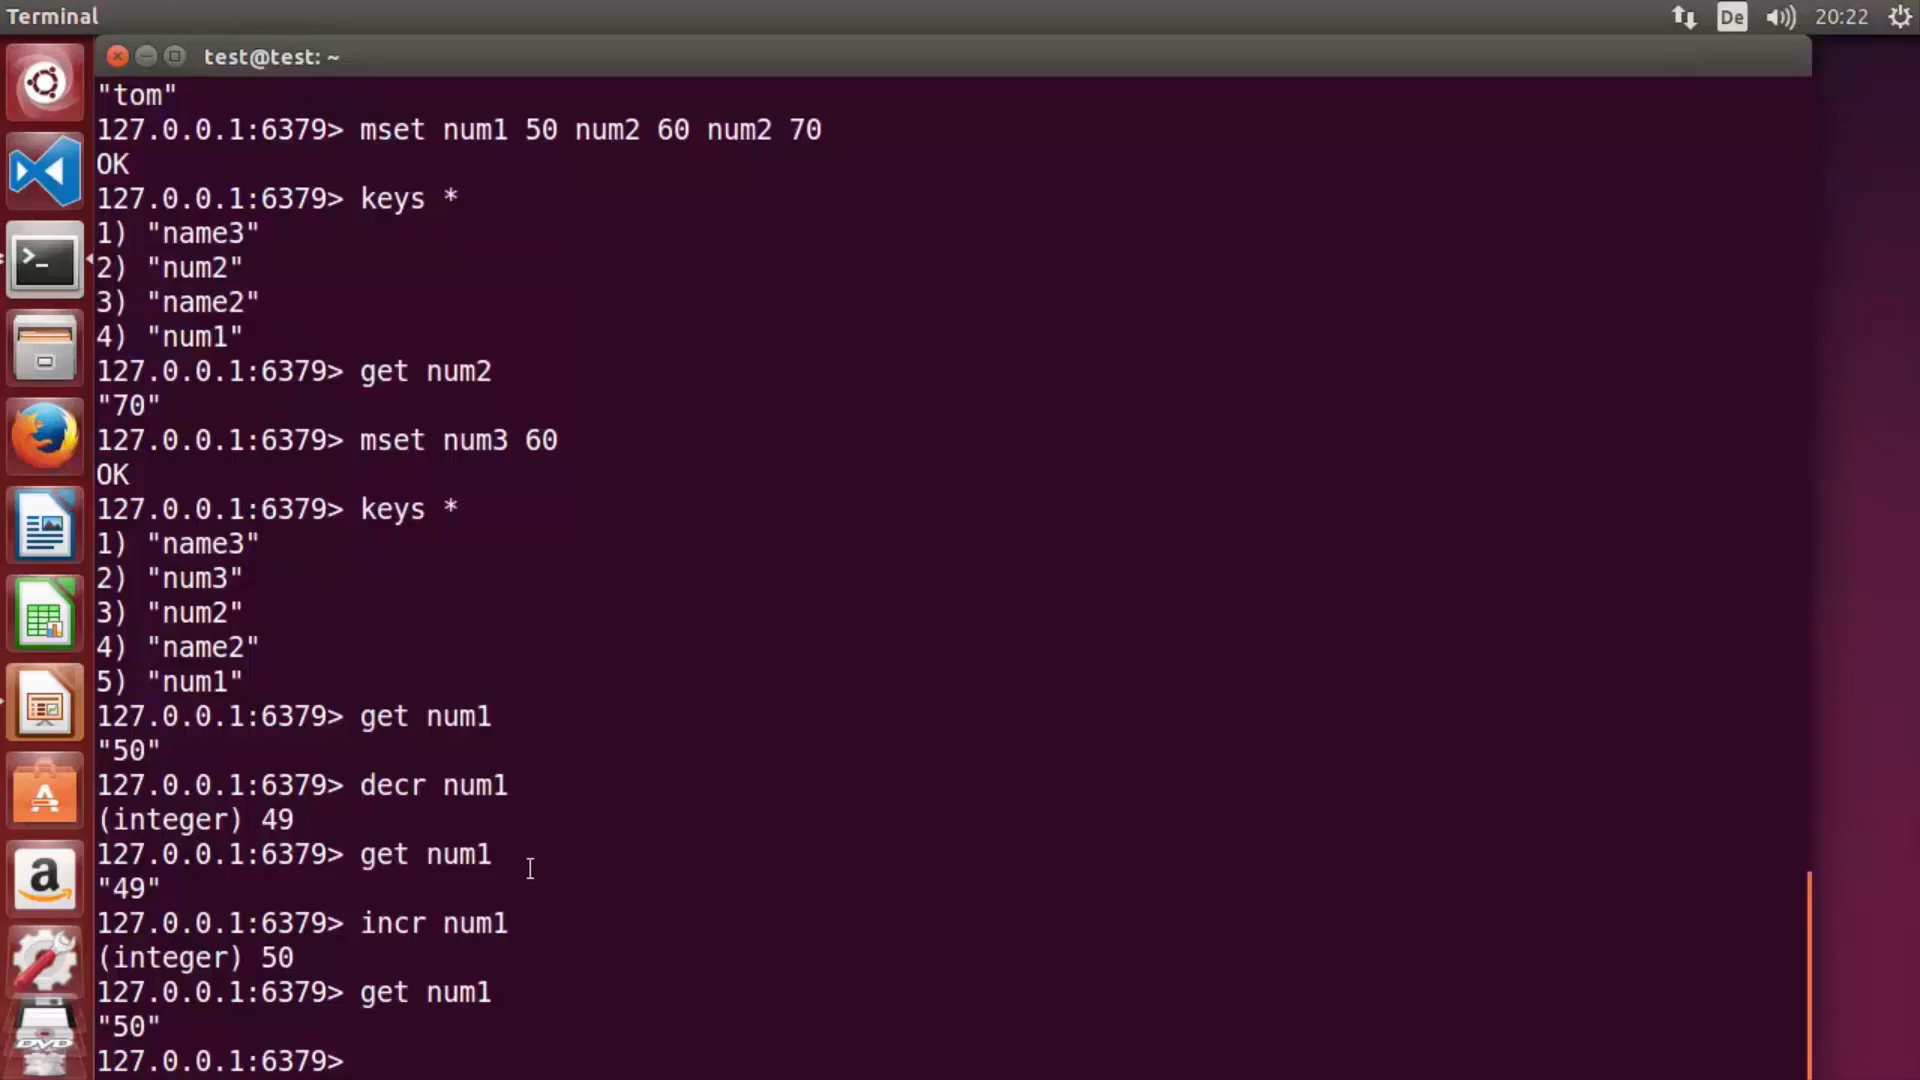 Terminal
De
20:22
test@test: ~
"tom"
127.0.0.1:6379> mset num1 50 num2 60 num2 70
OK
127.0.0.1:6379> keys *
1) "name3"
2) "num2"
3) "name2"
4) "num1"
127.0.0.1:6379> get num2
"70"
127.0.0.1:6379> mset num3 60
OK
127.0.0.1:6379> keys *
1) "name3"
2) "num3"
3) "num2"
4) "name2"
5) "num1"
127.0.0.1:6379> get num1
"50"
127.0.0.1:6379> decr num1
(integer) 49
127.0.0.1:6379> get num1
"49"
127.0.0.1:6379> incr num1
(integer) 50
127.0.0.1:6379> get num1
"50"
127.0.0.1:6379>
DVD